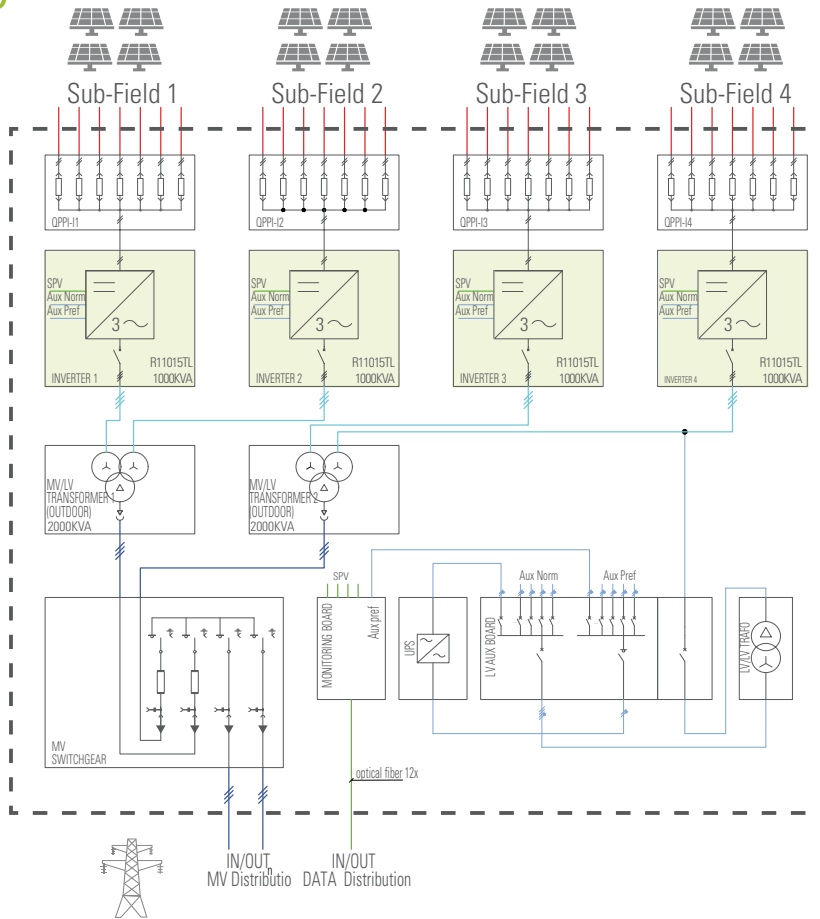 Sub-Field 1
Sub-Field 2
Sub-Field 3
Sub-Field 4
QPPI-I1
QPPI-I2
QPPI-I3
QPPI-I4
SPV
Aux Norm
Aux Pref
3
R11015TL
INVERTER 1
1000KVA
SPV
Aux Norm
Aux Pref
3
R11015TL
INVERTER 2
1000KVA
SPV
Aux Norm
Aux Pref
3
R11015TL
INVERTER 3
1000KVA
SPV
Aux Norm
Aux Pref
3
R11015TL
INVERTER 4
1000KVA
MV/LV
TRANSFORMER 1
(OUTDOOR)
2000KVA
MV/LV
TRANSFORMER 2
(OUTDOOR)
2000KVA
MV
SWITCHGEAR
SPV
MONITORING BOARD
Aux pref
UPS
Aux Norm
Aux Pref
LV AUX BOARD
LV/LV TRAFO
optical fiber 12x
IN/OUT
MV Distributio
n
IN/OUT
DATA Distribution